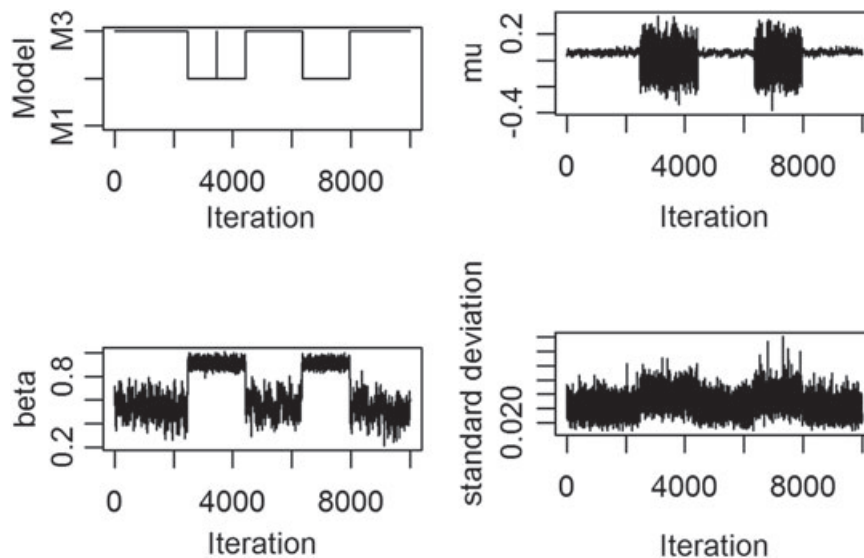 Model
M3
M1
0 4000 8000
Iteration
mu
0.2
-0.4
0 4000 8000
Iteration
beta
0.8
0.2
0 4000 8000
Iteration
standard deviation
0.020
0 4000 8000
Iteration